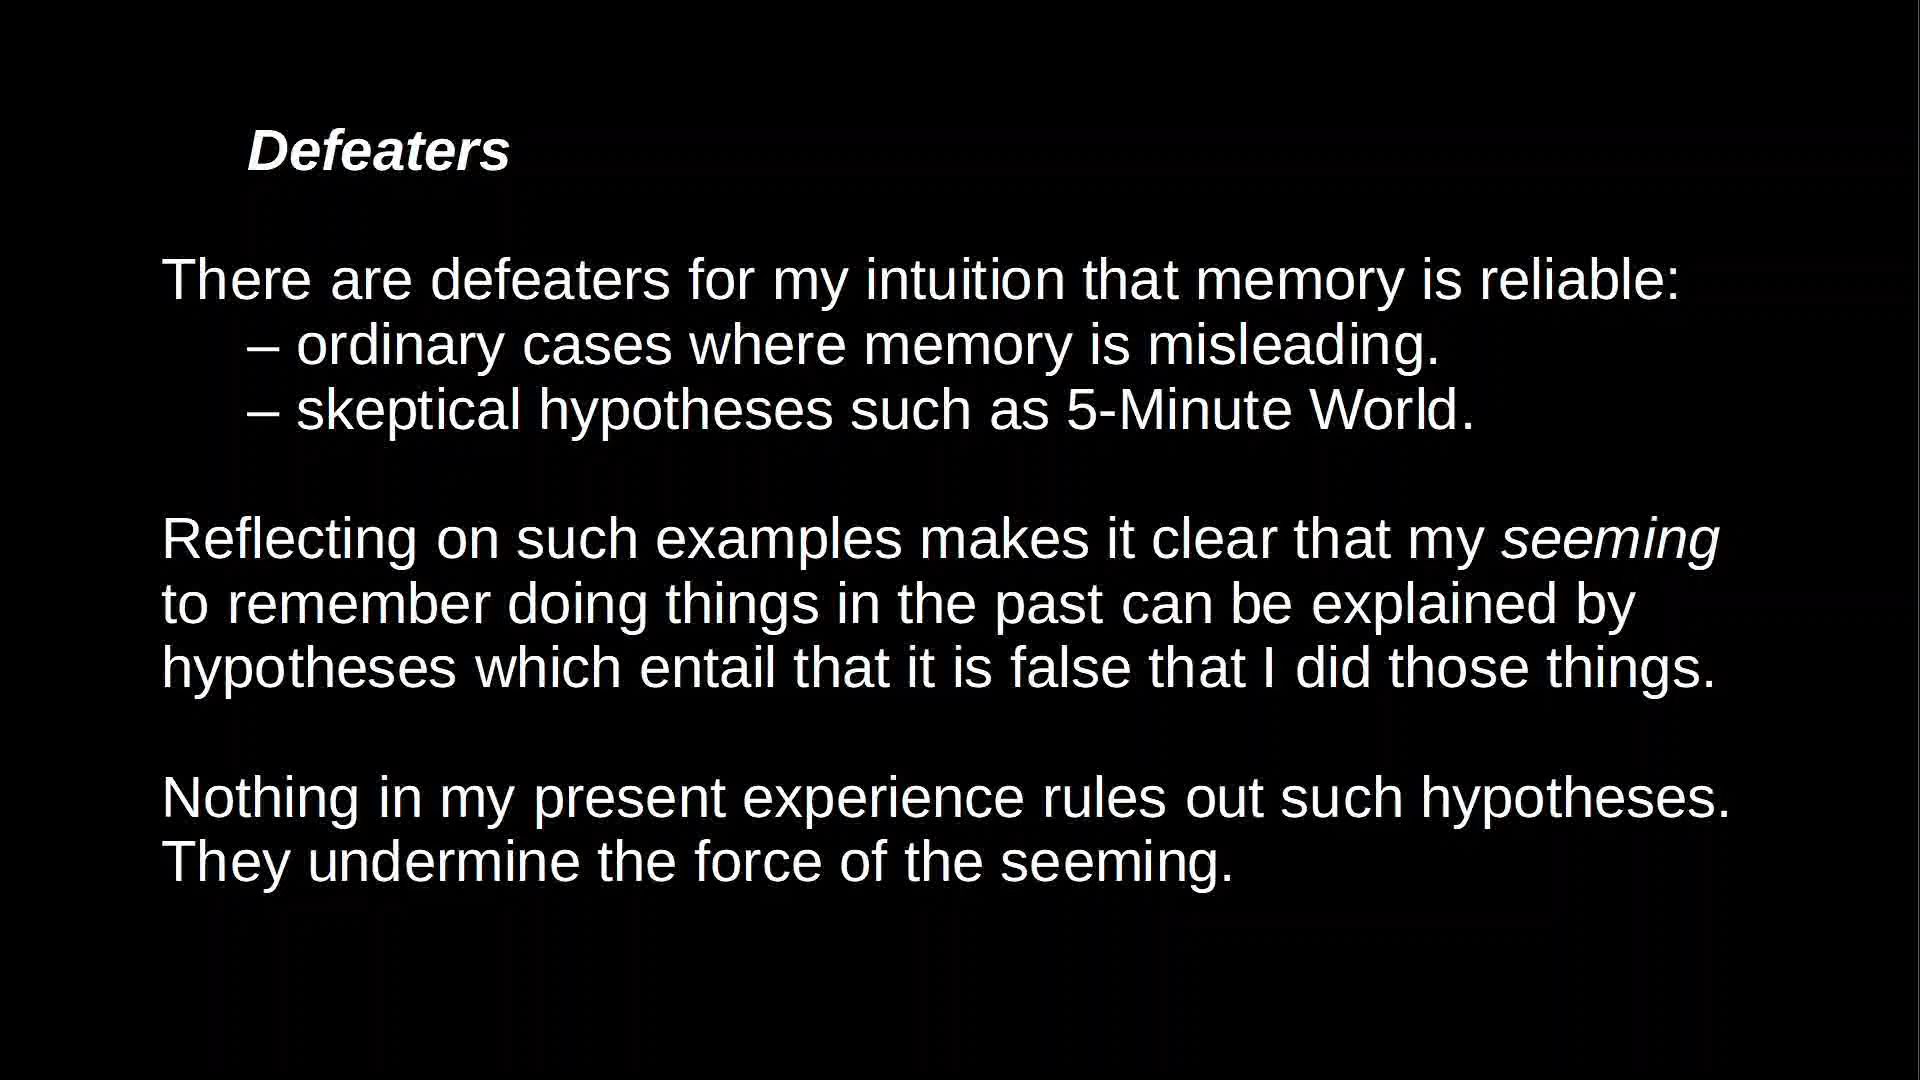 Defeaters
There are defeaters for my intuition that memory is reliable:
– ordinary cases where memory is misleading.
– skeptical hypotheses such as 5-Minute World.
Reflecting on such examples makes it clear that my seeming
to remember doing things in the past can be explained by
hypotheses which entail that it is false that I did those things.
Nothing in my present experience rules out such hypotheses.
They undermine the force of the seeming.